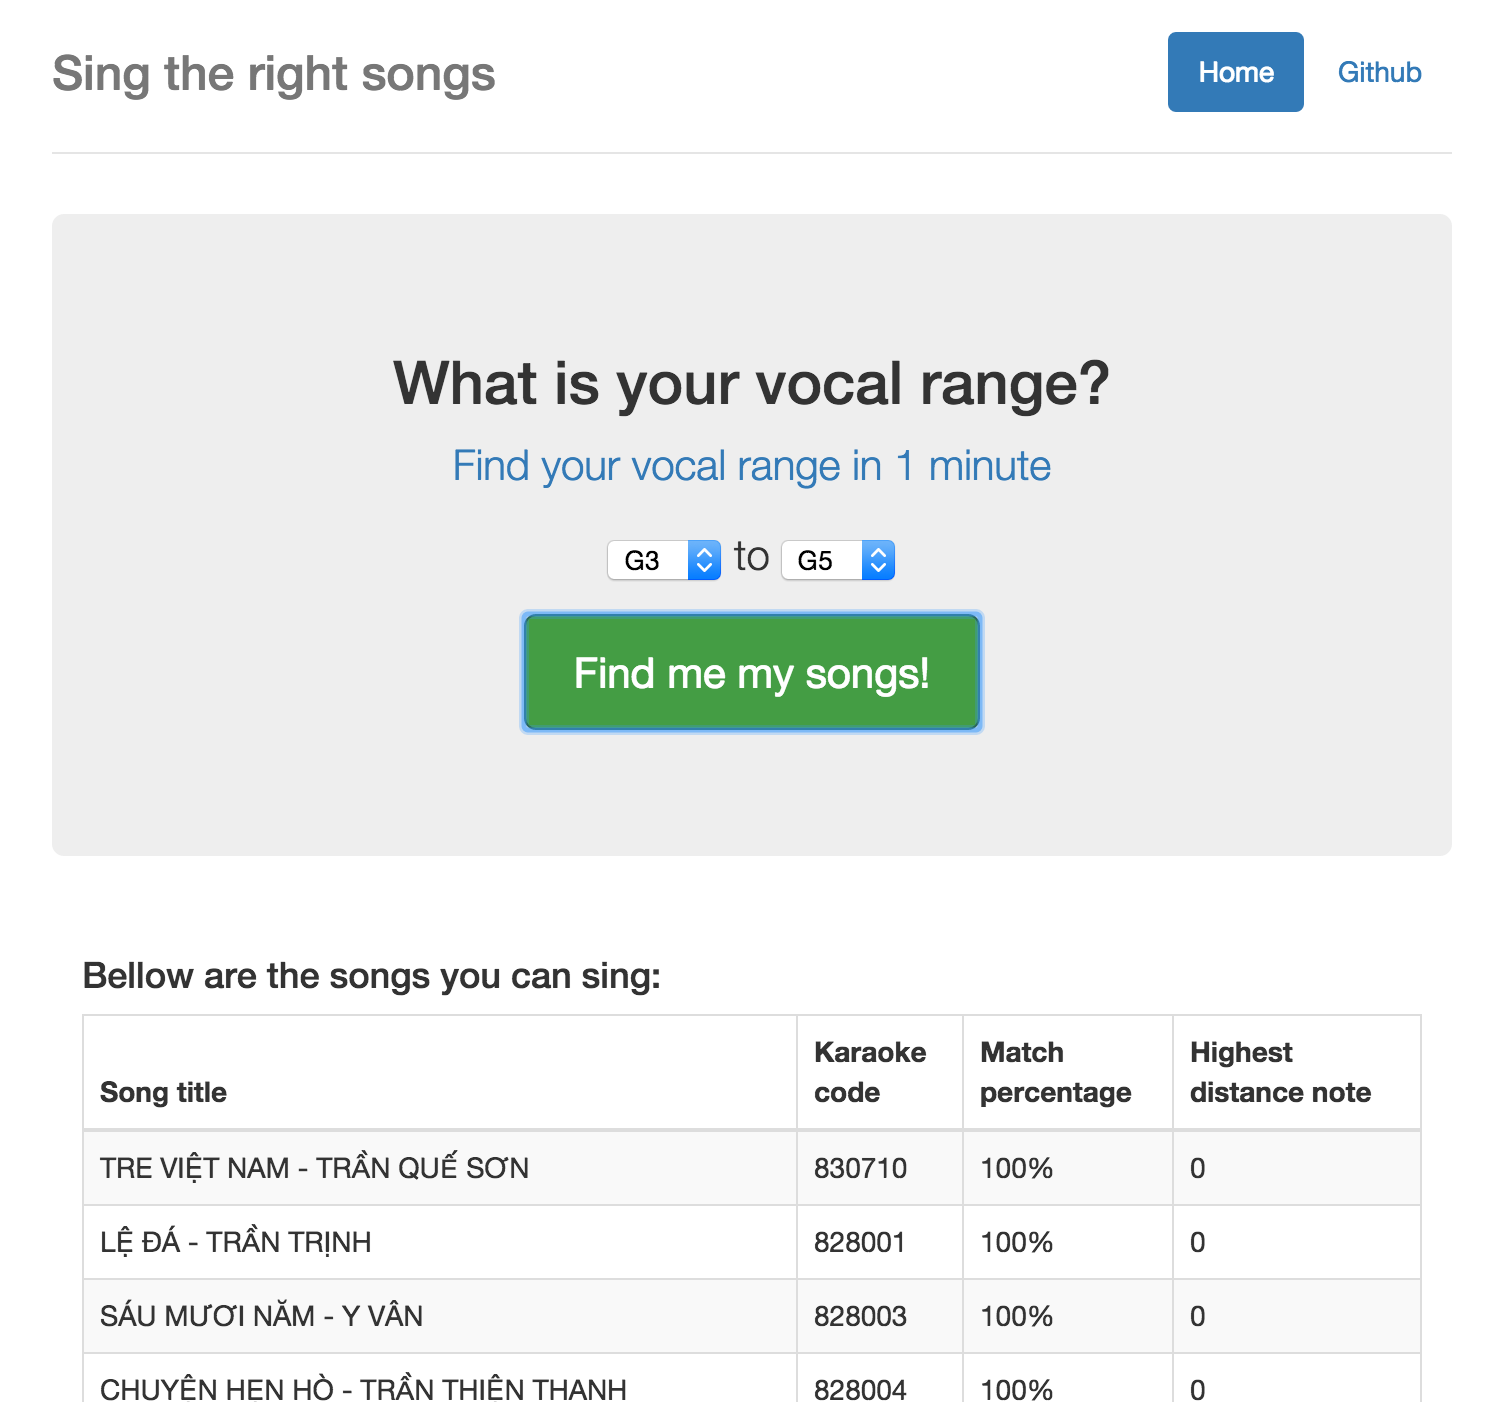 Sing the right songs
Home
Github
What is your vocal range?
Find your vocal range in 1 minute
G3 to G5
Find me my songs!
Bellow are the songs you can sing:
Song title
Karaoke code
Match percentage
Highest distance note
TRE VIỆT NAM - TRẦN QUẾ SƠN 830710 100% 0
LỆ ĐÁ - TRẦN TRỊNH 828001 100% 0
SÁU MƯƠI NĂM - Y VÂN 828003 100% 0
CHUYỆN HẸN HÒ - TRẦN THIỆN THANH 828004 100% 0